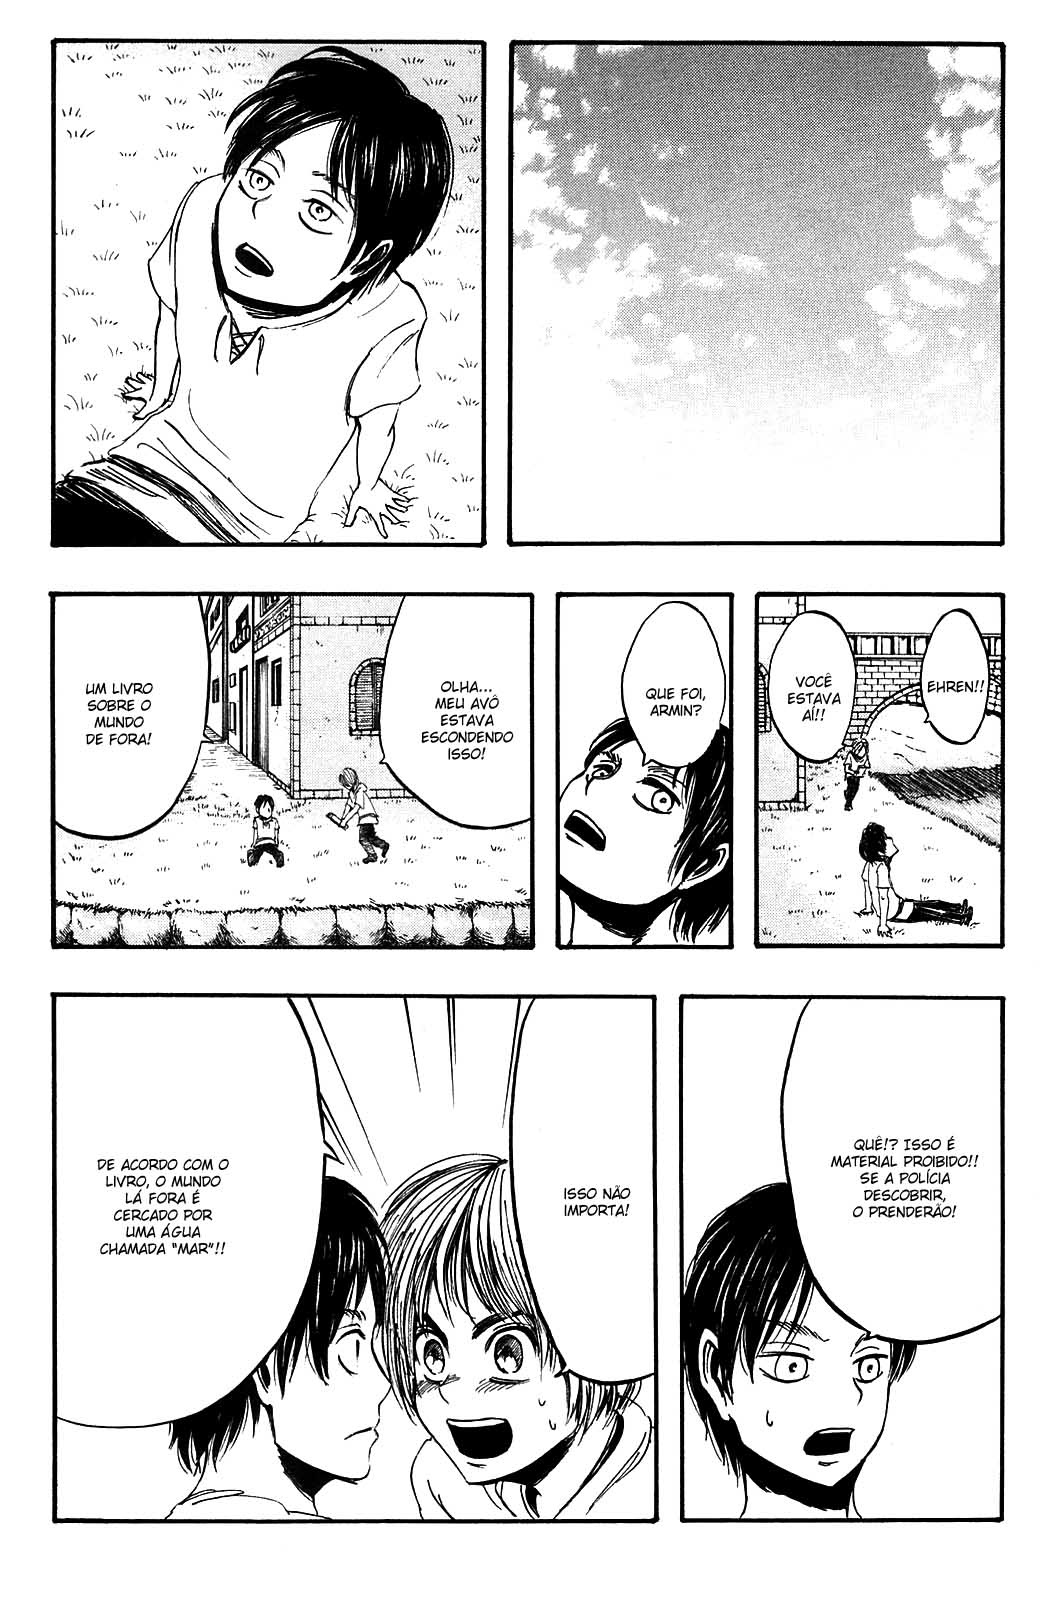 EHREN!!
VOCÊ
ESTAVA
AÍ!!
QUE FOI,
ARMIN?
OLHA...
MEU AVÔ
ESTAVA
ESCONDENDO
ISSO!
UM LIVRO
SOBRE O
MUNDO
DE FORA!
QUÊ!? ISSO É
MATERIAL PROIBIDO!!
SE A POLÍCIA
DESCOBRIR,
O PRENDERÃO!
ISSO NÃO
IMPORTA!
DE ACORDO COM O
LIVRO, O MUNDO
LÁ FORA É
CERCADO POR
UMA ÁGUA
CHAMADA "MAR"!!